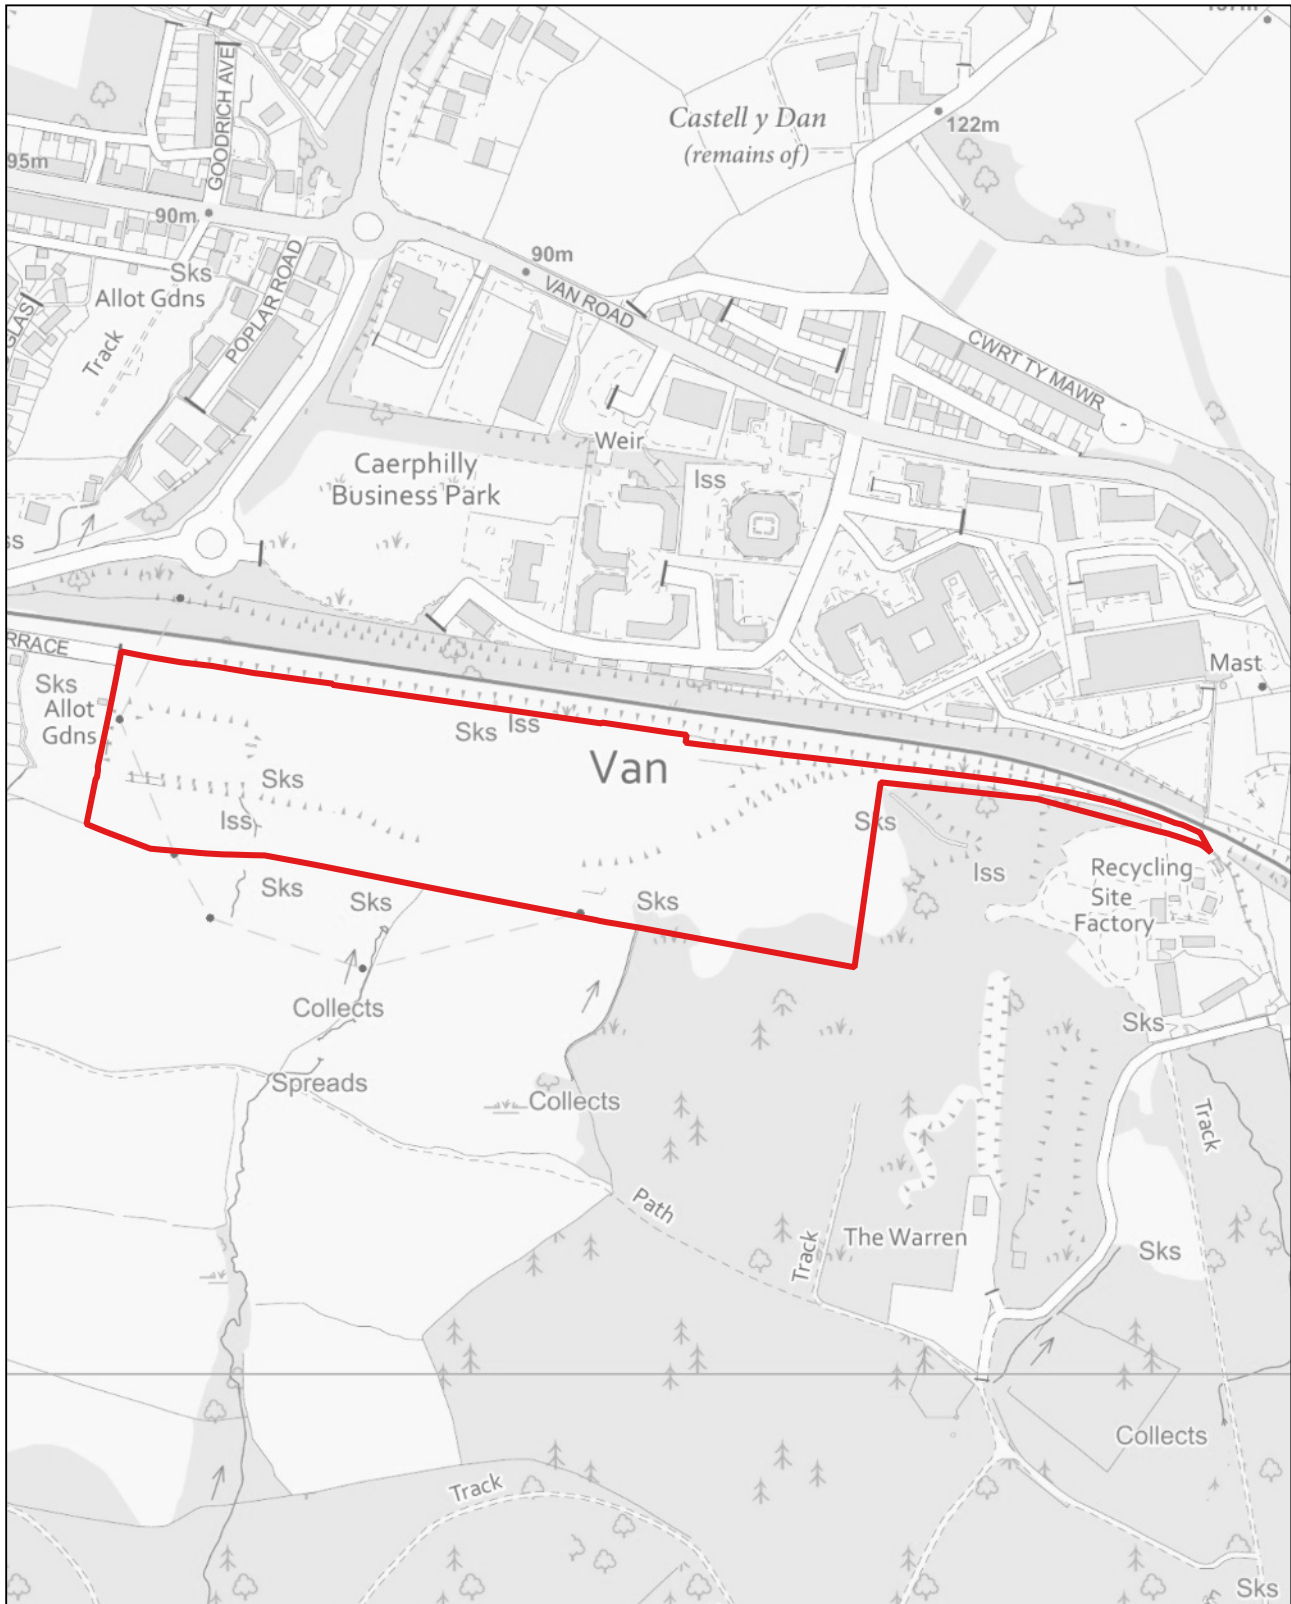 Castell y Dan
(remains of)
122m
GOODRICH AVE
95m
90m
Sks
Allot Gdns
POPLAR ROAD
Track
GLAS
90m
VAN ROAD
CWRT TY MAWR
Weir
Caerphilly
Business Park
Iss
Mast
RRACE
Sks
Allot
Gdns
Sks
Iss
Van
Sks
Iss
Sks
Iss
Recycling
Site
Factory
Sks
Sks
Sks
Collects
Sks
Spreads
Collects
Track
Path
Track
The Warren
Sks
Collects
Track
Sks